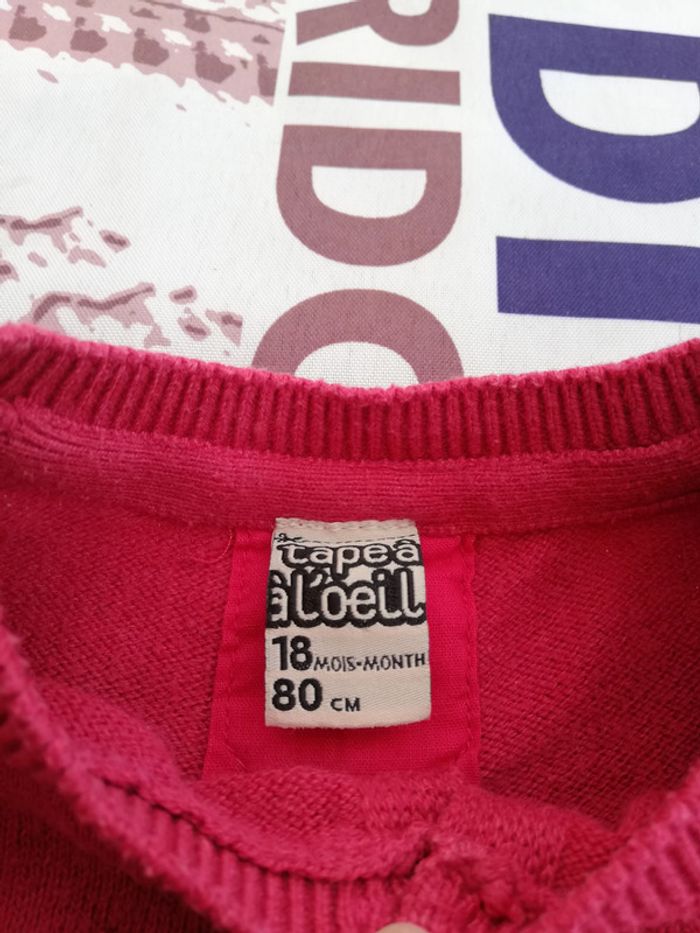 tape à
à l'oeil
18 MOIS-MONTH
80 CM